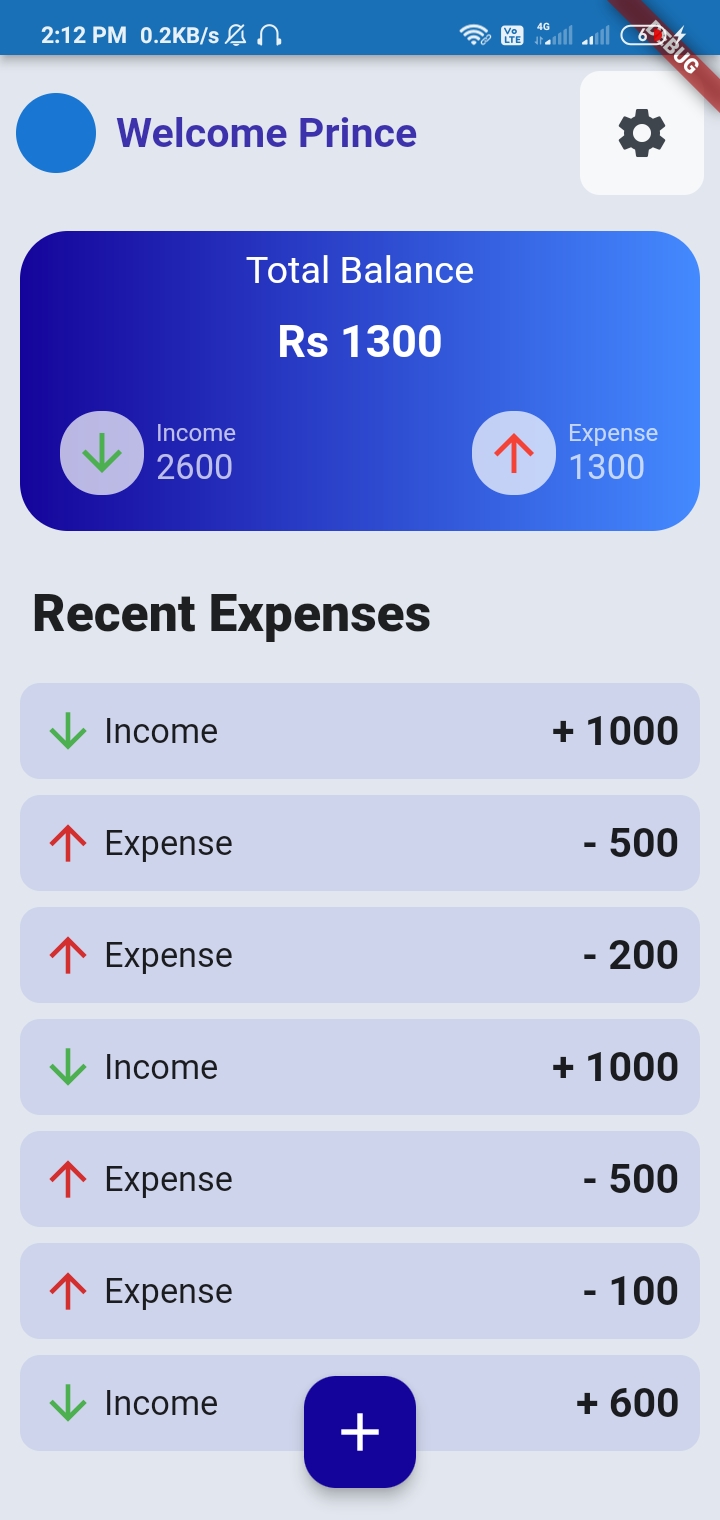 2:12 PM 0.2KB/s
Vo LTE
4G
DEBUG
Welcome Prince
Total Balance
Rs 1300
Income
2600
Expense
1300
Recent Expenses
Income + 1000
Expense - 500
Expense - 200
Income + 1000
Expense - 500
Expense - 100
Income + 600